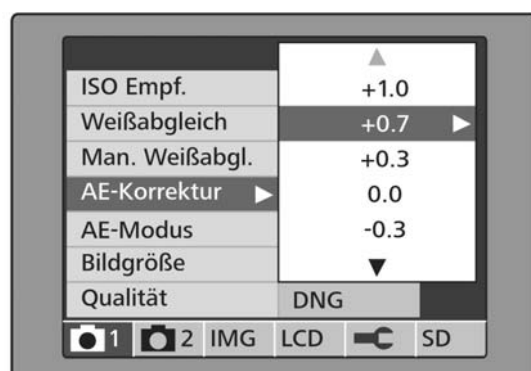 ISO Empf.
+1.0
Weißabgleich
+0.7
Man. Weißabgl.
+0.3
AE-Korrektur
0.0
AE-Modus
-0.3
Bildgröße
Qualität
DNG
1 2 IMG LCD SD